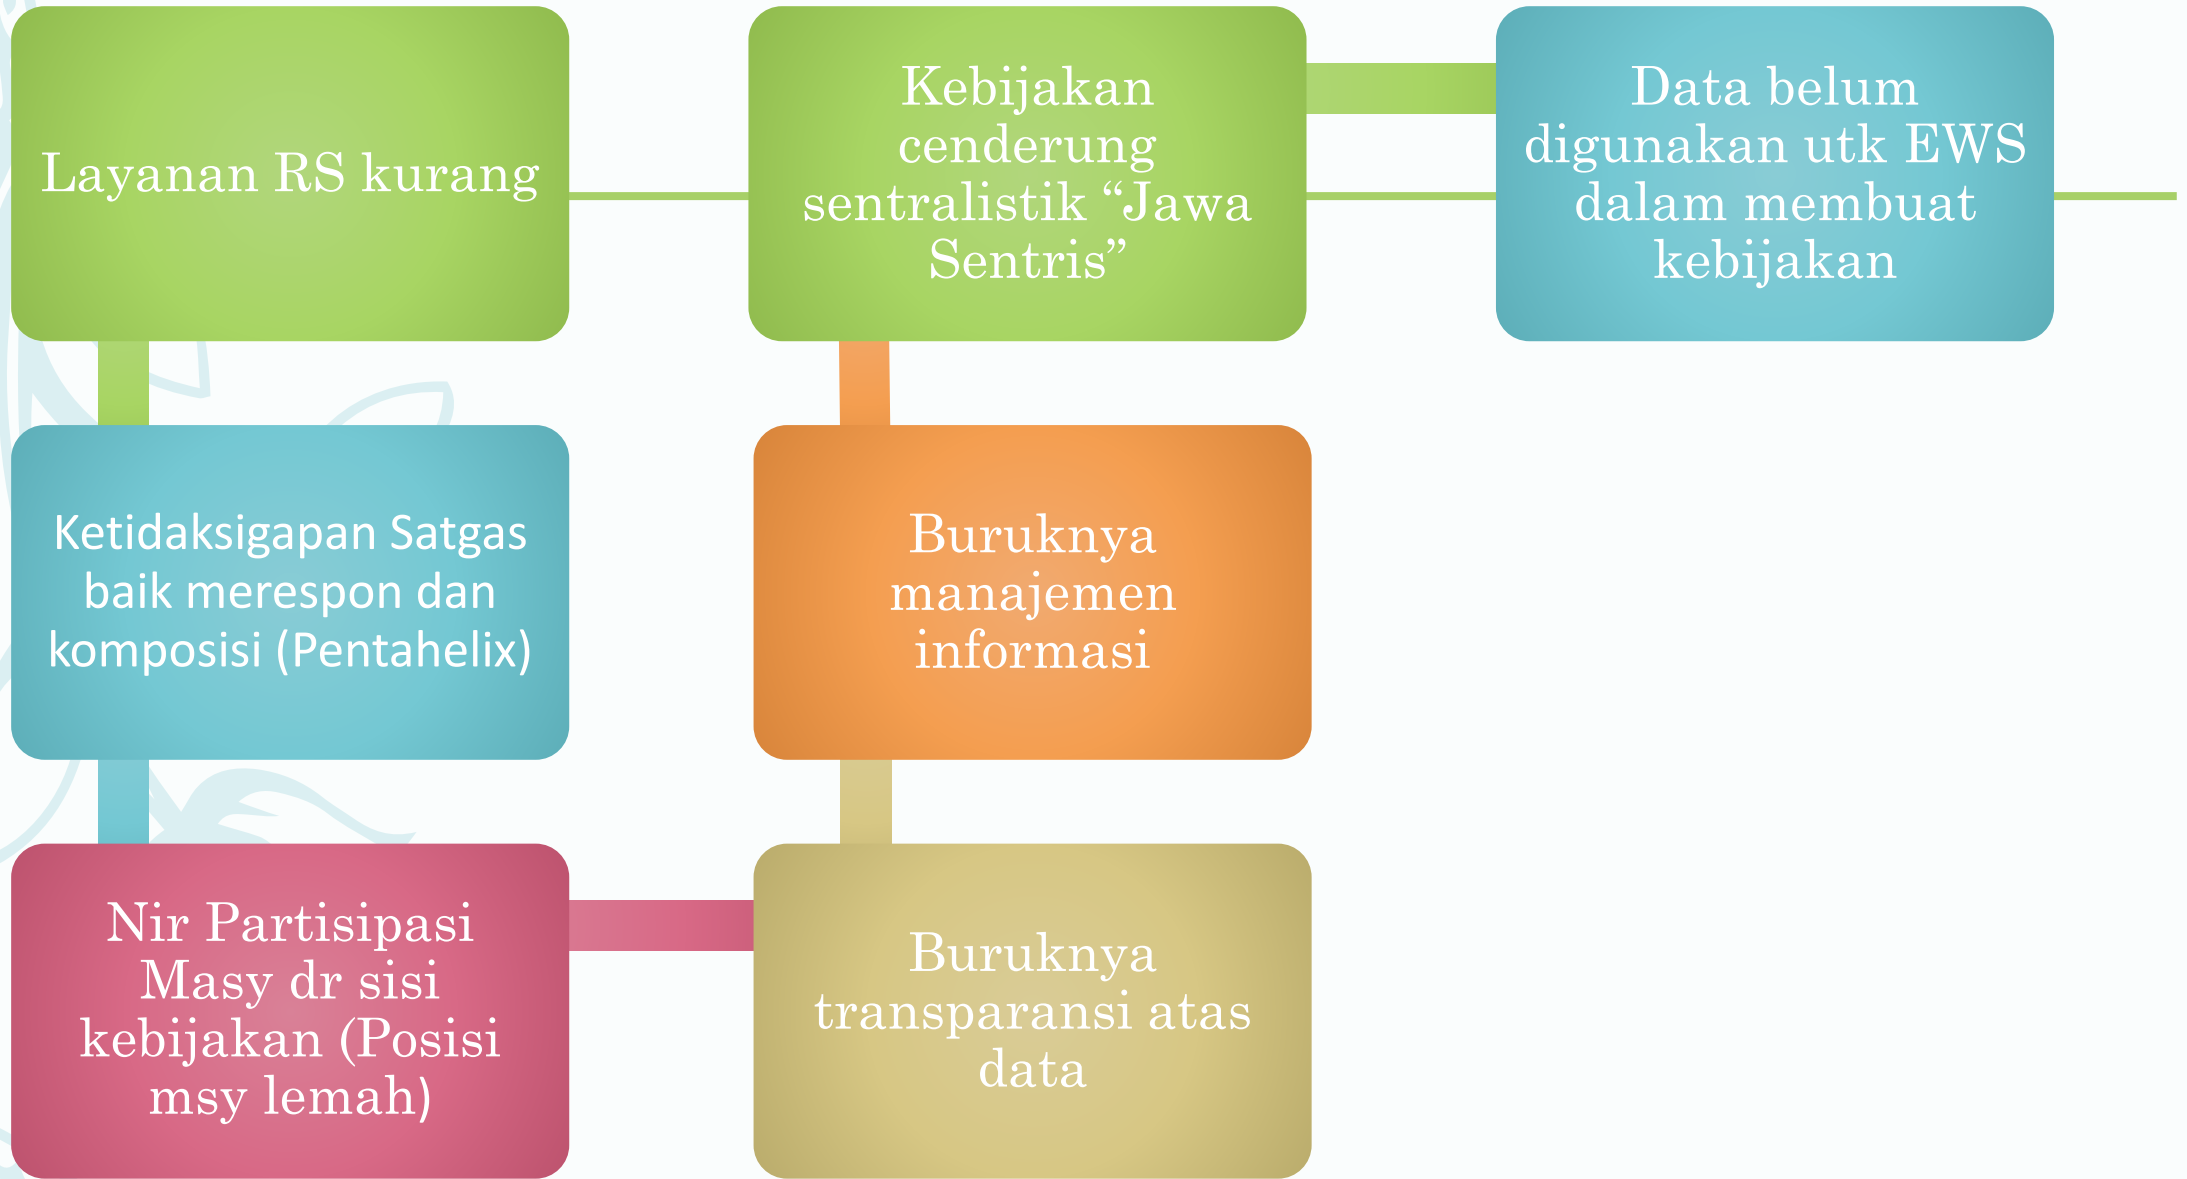 Layanan RS kurang
Ketidaksigapan Satgas
baik merespon dan
komposisi (Pentahelix)
Nir Partisipasi
Masy dr sisi
kebijakan (Posisi
msy lemah)
Buruknya
transparansi atas
data
Buruknya
manajemen
informasi
Kebijakan
cenderung
sentralistik “Jawa
Sentris”
Data belum
digunakan utk EWS
dalam membuat
kebijakan